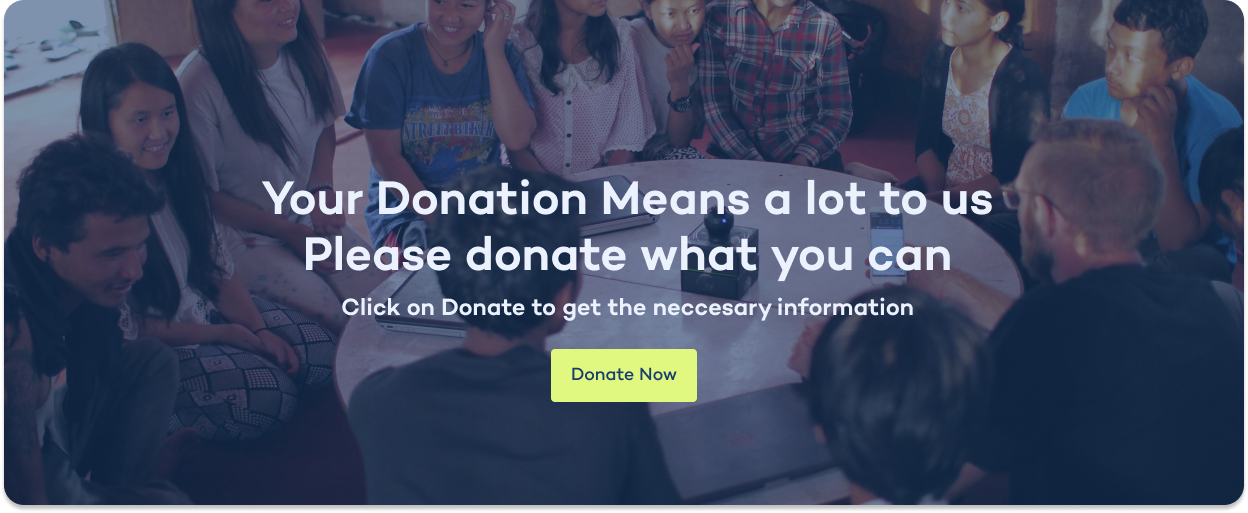 STREETBIKER
Your Donation Means a lot to us
Please donate what you can
Click on Donate to get the neccesary information
Donate Now